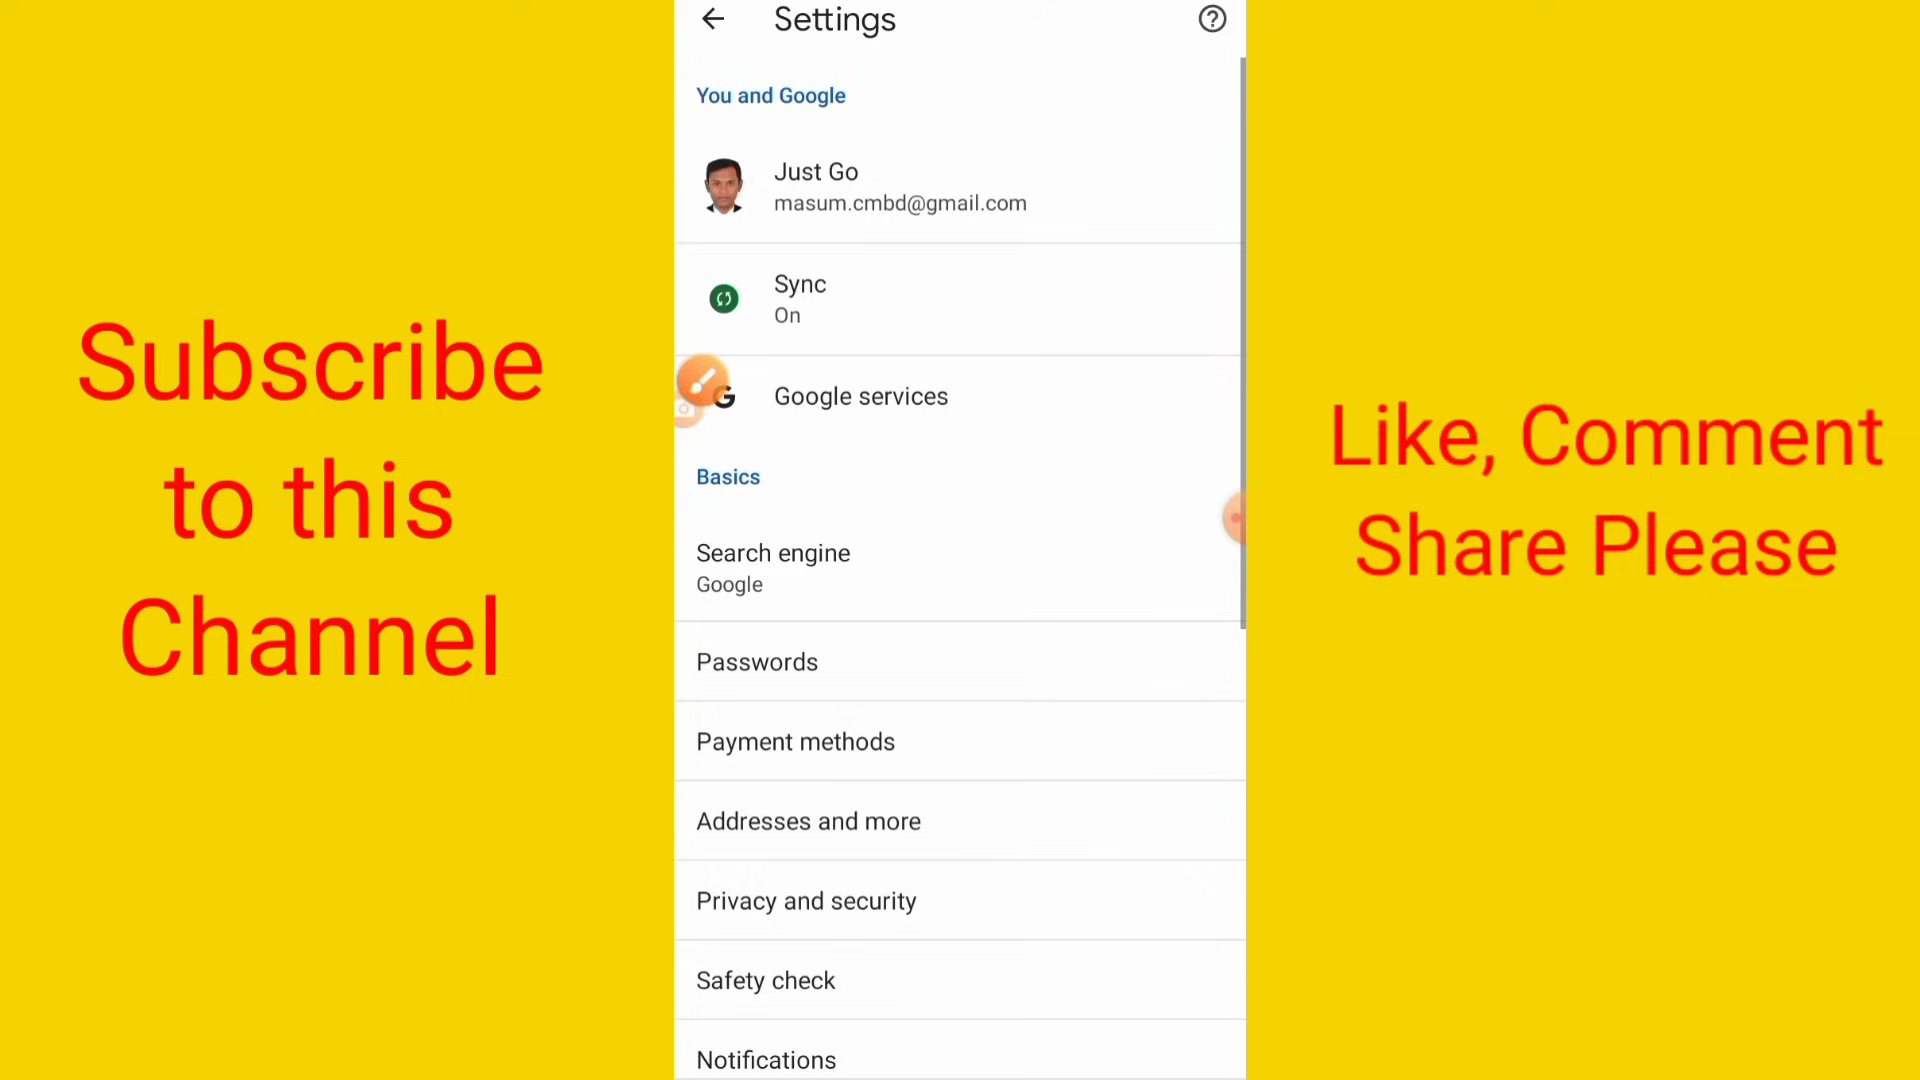 Settings
You and Google
Just Go
masum.cmbd@gmail.com
Sync
On
Google services
Basics
Search engine
Google
Passwords
Payment methods
Addresses and more
Privacy and security
Safety check
Notifications
Subscribe
to this
Channel
Like, Comment
Share Please